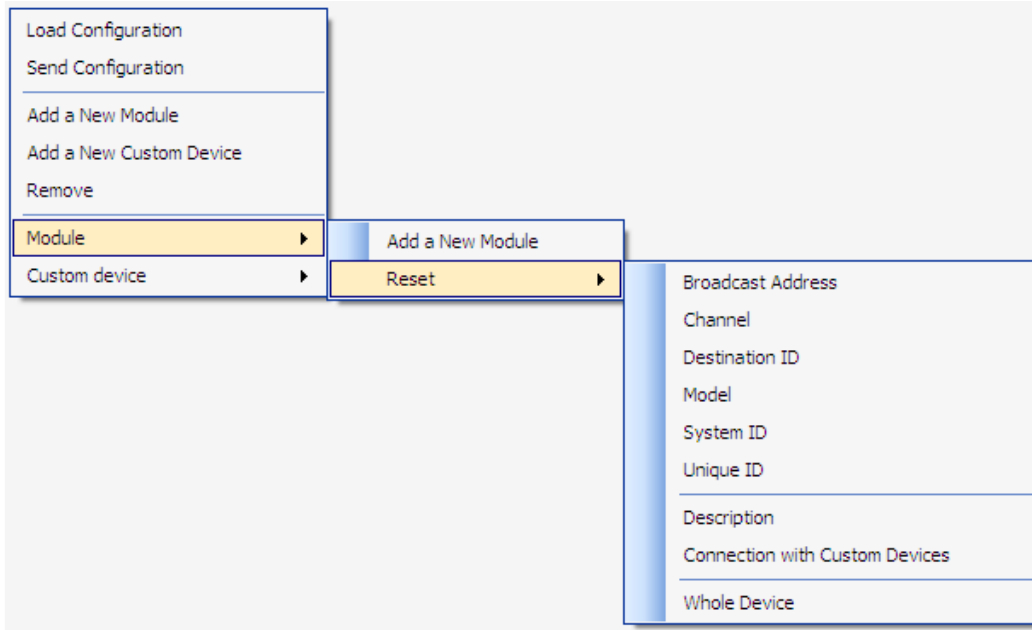 Load Configuration
Send Configuration
Add a New Module
Add a New Custom Device
Remove
Module
Custom device
Add a New Module
Reset
Broadcast Address
Channel
Destination ID
Model
System ID
Unique ID
Description
Connection with Custom Devices
Whole Device